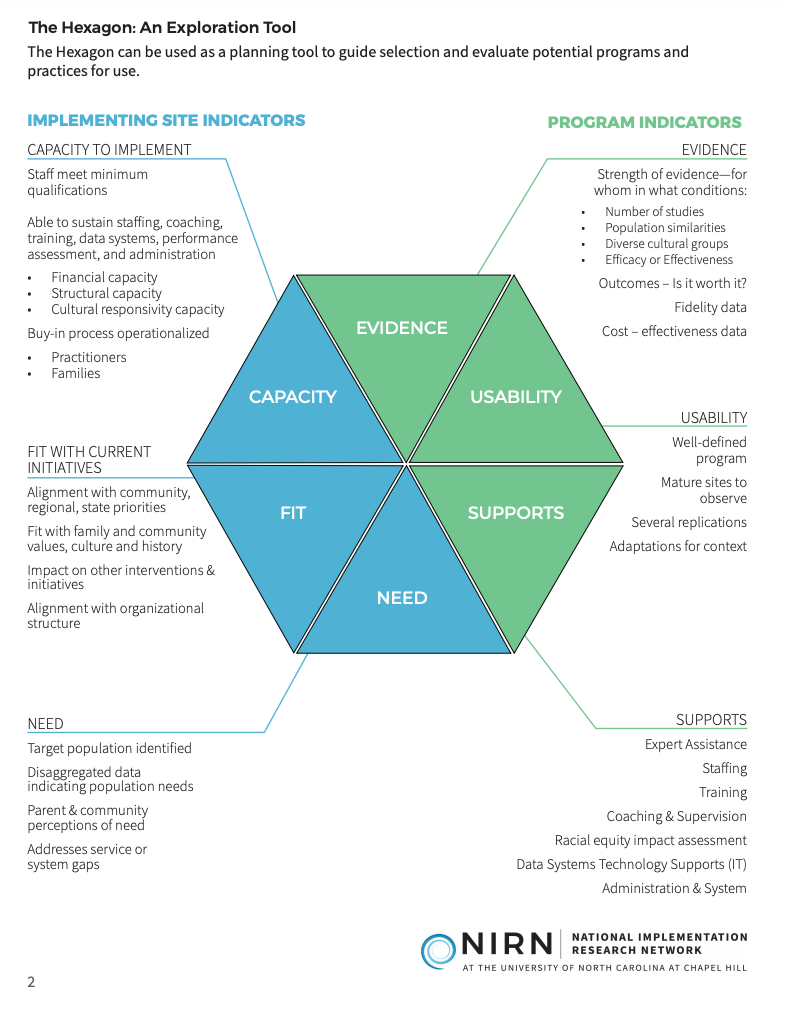 The Hexagon: An Exploration Tool
The Hexagon can be used as a planning tool to guide selection and evaluate potential programs and
practices for use.
IMPLEMENTING SITE INDICATORS
CAPACITY TO IMPLEMENT
Staff meet minimum
qualifications
Able to sustain staffing, coaching,
training, data systems, performance
assessment, and administration
• Financial capacity
• Structural capacity
• Cultural responsivity capacity
Buy-in process operationalized
• Practitioners
• Families
FIT WITH CURRENT
INITIATIVES
Alignment with community,
regional, state priorities
Fit with family and community
values, culture and history
Impact on other interventions &
initiatives
Alignment with organizational
structure
NEED
Target population identified
Disaggregated data
indicating population needs
Parent & community
perceptions of need
Addresses service or
system gaps
EVIDENCE
CAPACITY
USABILITY
FIT
SUPPORTS
NEED
PROGRAM INDICATORS
EVIDENCE
Strength of evidence—for
whom in what conditions:
• Number of studies
• Population similarities
• Diverse cultural groups
• Efficacy or Effectiveness
Outcomes – Is it worth it?
Fidelity data
Cost – effectiveness data
USABILITY
Well-defined
program
Mature sites to
observe
Several replications
Adaptations for context
SUPPORTS
Expert Assistance
Staffing
Training
Coaching & Supervision
Racial equity impact assessment
Data Systems Technology Supports (IT)
Administration & System
NIRN
NATIONAL IMPLEMENTATION
RESEARCH NETWORK
AT THE UNIVERSITY OF NORTH CAROLINA AT CHAPEL HILL
2